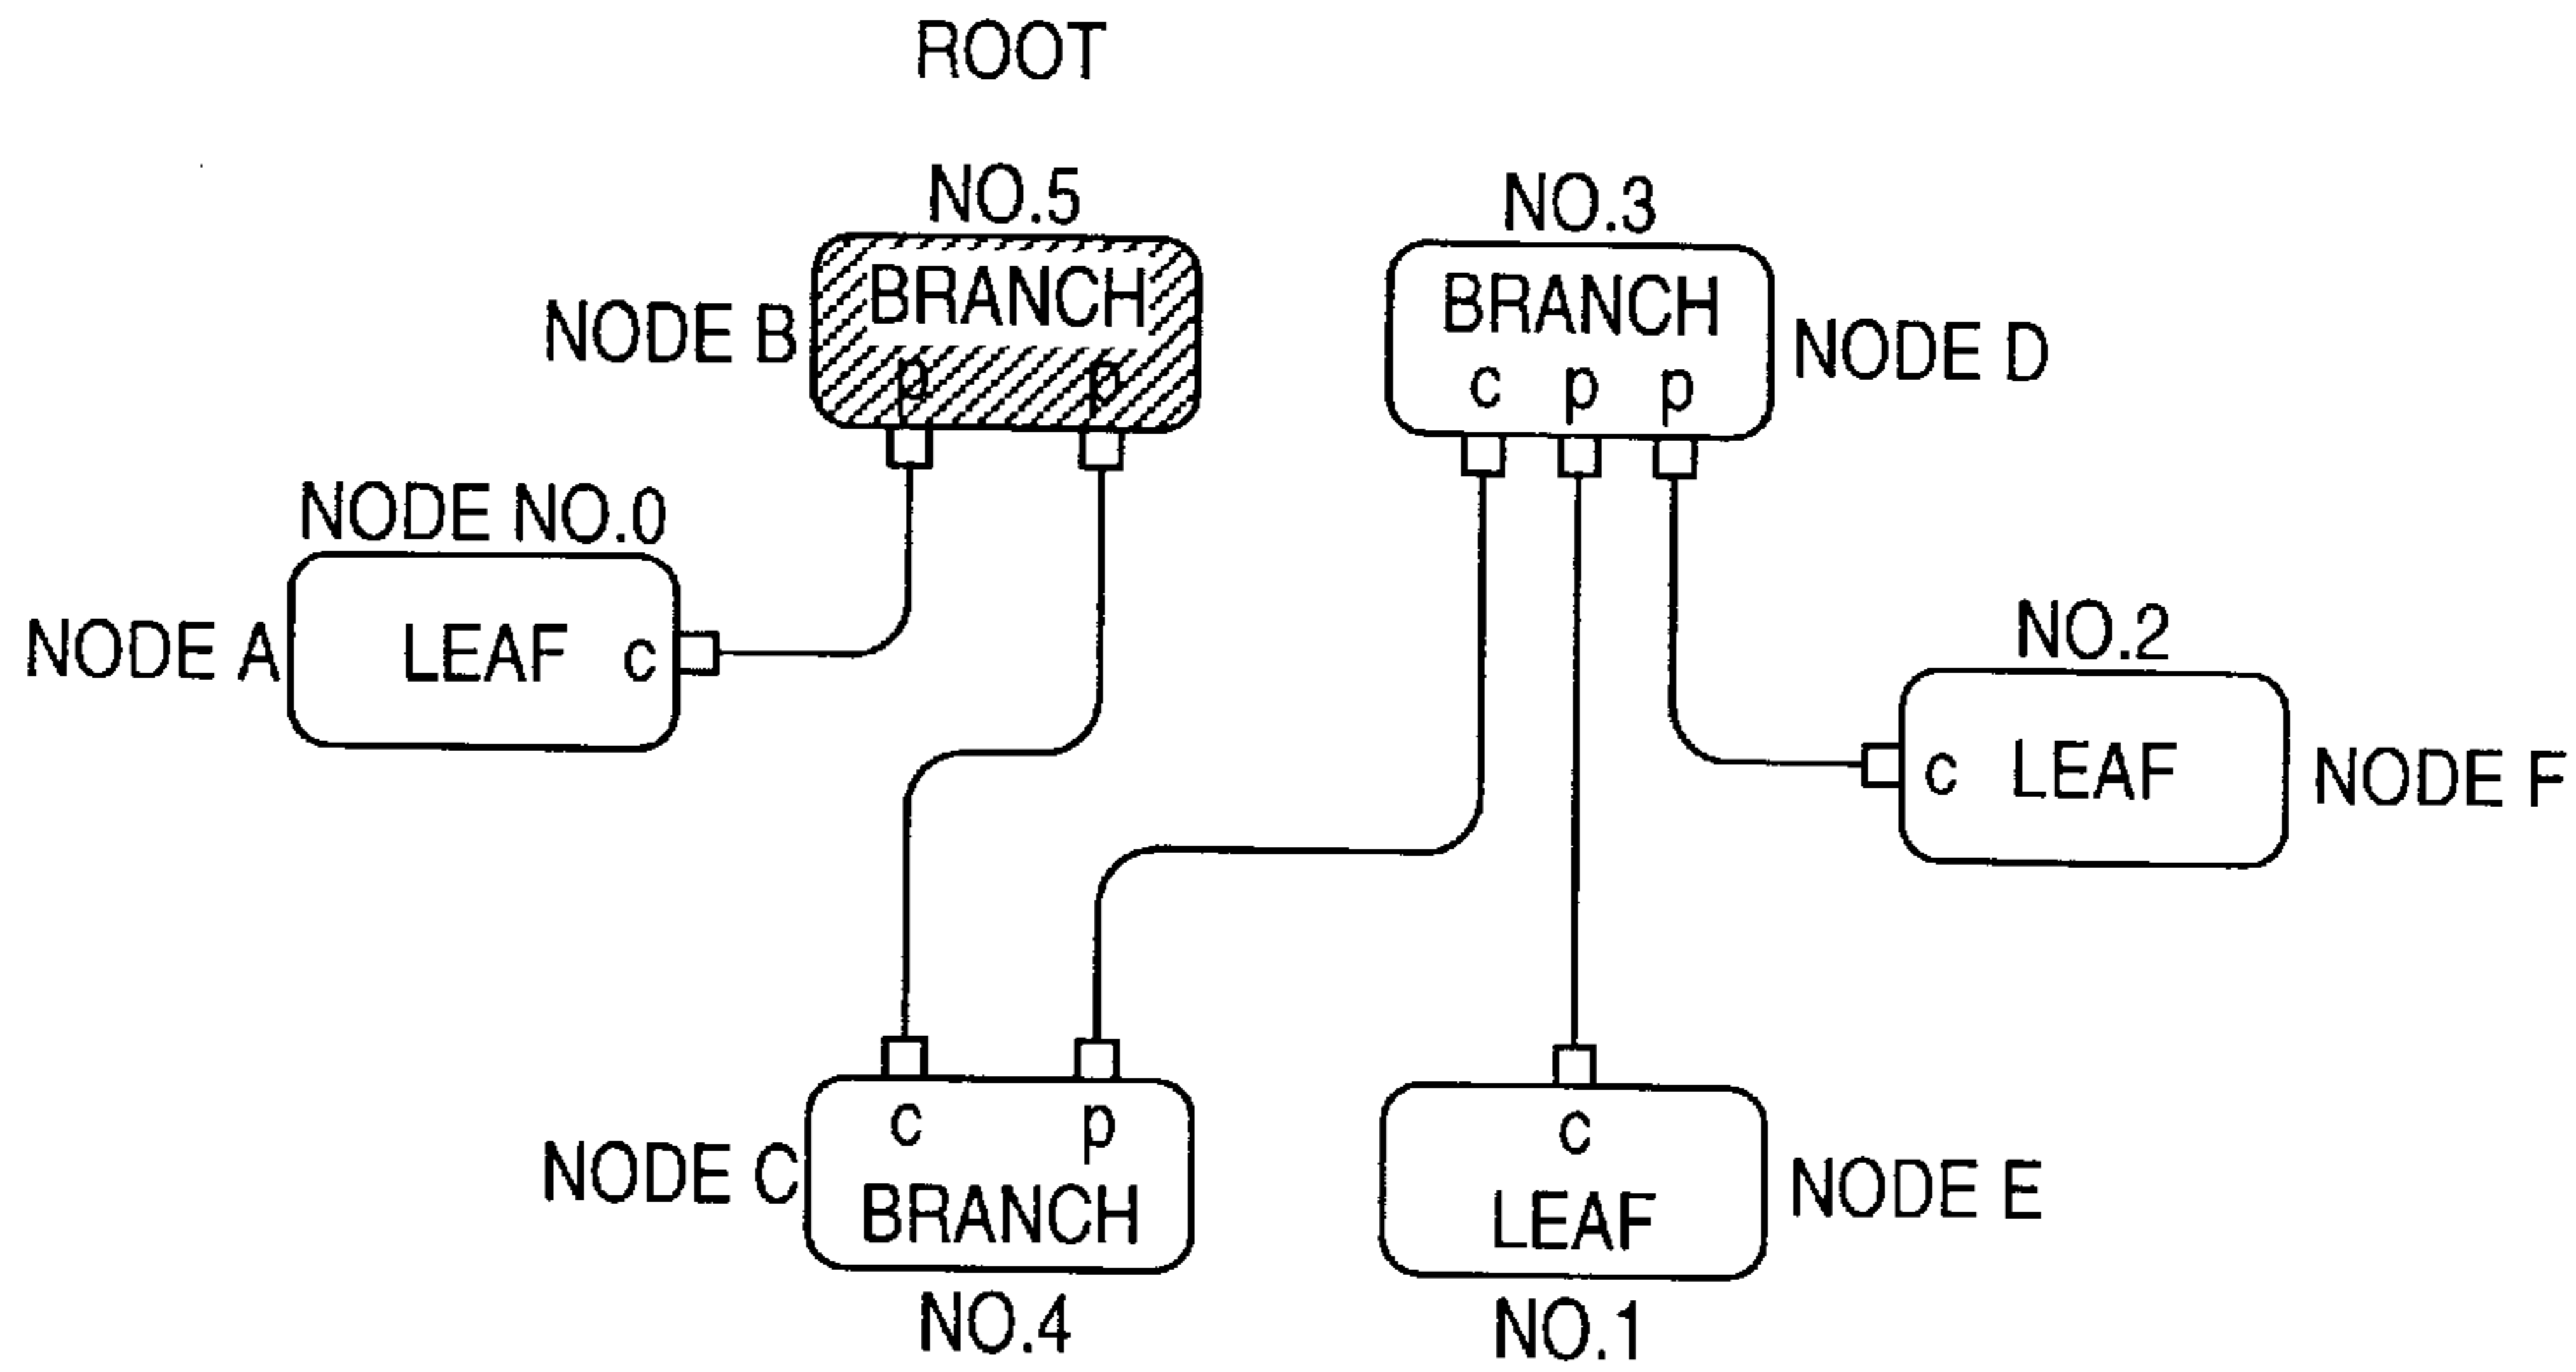 ROOT
NO.5
NO.3
BRANCH
p p
NODE B
BRANCH
c p p
NODE D
NODE NO.0
NODE A
LEAF c
NO.2
c LEAF
NODE F
NODE C
c p
BRANCH
NO.4
c
LEAF
NODE E
NO.1